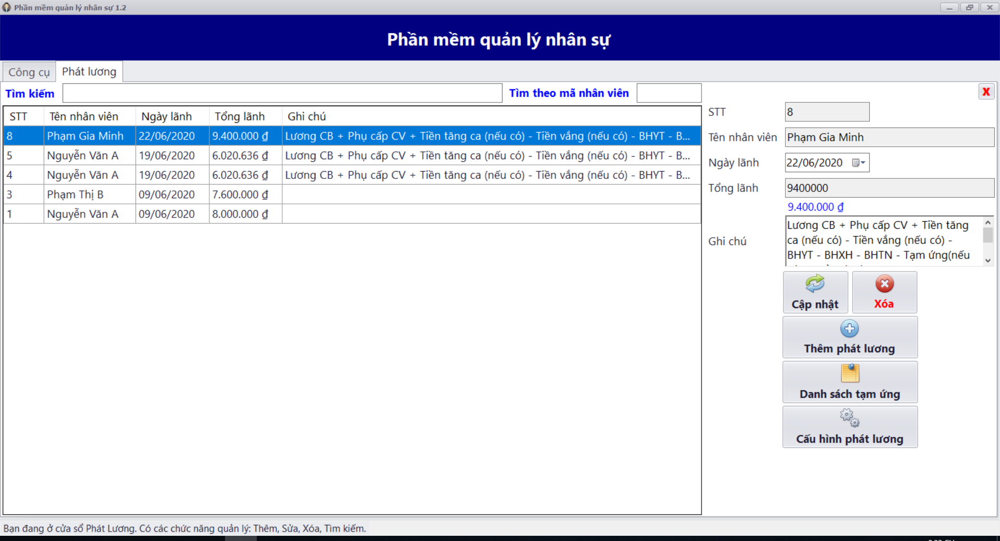 Phần mềm quản lý nhân sự 1.2
Phần mềm quản lý nhân sự
Công cụ Phát lương
Tìm kiếm Tìm theo mã nhân viên
X
STT Tên nhân viên Ngày lãnh Tổng lãnh Ghi chú
8 Phạm Gia Minh 22/06/2020 9.400.000 ₫ Lương CB + Phụ cấp CV + Tiền tăng ca (nếu có) - Tiền vắng (nếu có) - BHYT - B...
5 Nguyễn Văn A 19/06/2020 6.020.636 ₫ Lương CB + Phụ cấp CV + Tiền tăng ca (nếu có) - Tiền vắng (nếu có) - BHYT - B...
4 Nguyễn Văn A 19/06/2020 6.020.636 ₫ Lương CB + Phụ cấp CV + Tiền tăng ca (nếu có) - Tiền vắng (nếu có) - BHYT - B...
3 Phạm Thị B 09/06/2020 7.600.000 ₫
1 Nguyễn Văn A 09/06/2020 8.000.000 ₫
STT 8
Tên nhân viên Phạm Gia Minh
Ngày lãnh 22/06/2020
Tổng lãnh 9400000
9.400.000 ₫
Ghi chú
Lương CB + Phụ cấp CV + Tiền tăng
ca (nếu có) - Tiền vắng (nếu có) -
BHYT - BHXH - BHTN - Tạm ứng(nếu
Cập nhật Xóa
Thêm phát lương
Danh sách tạm ứng
Cấu hình phát lương
Bạn đang ở cửa sổ Phát Lương. Có các chức năng quản lý: Thêm, Sửa, Xóa, Tìm kiếm.